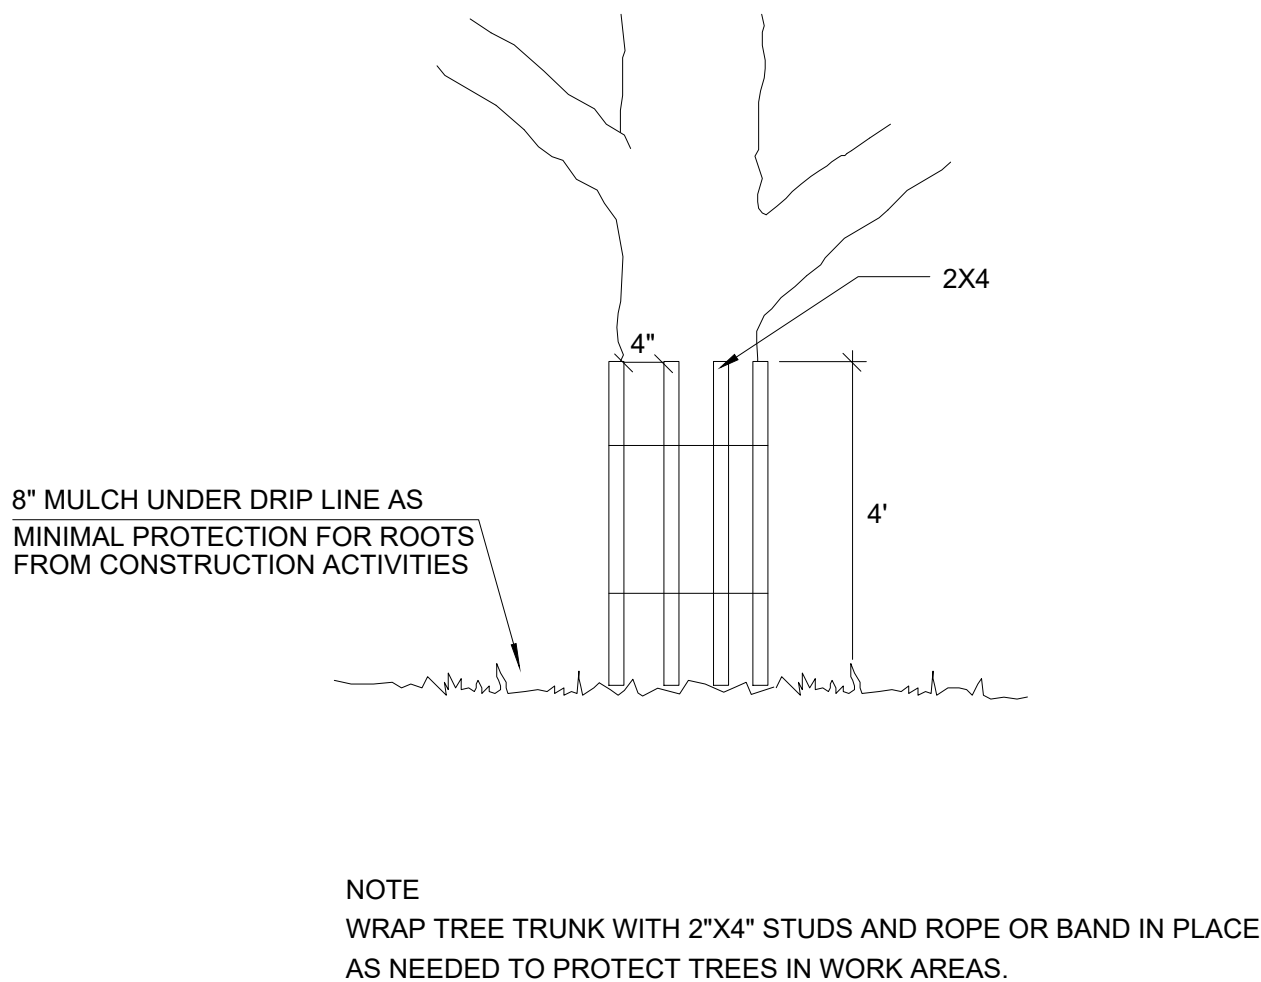 2X4
4"
8" MULCH UNDER DRIP LINE AS
MINIMAL PROTECTION FOR ROOTS
FROM CONSTRUCTION ACTIVITIES
4'
NOTE
WRAP TREE TRUNK WITH 2"X4" STUDS AND ROPE OR BAND IN PLACE
AS NEEDED TO PROTECT TREES IN WORK AREAS.